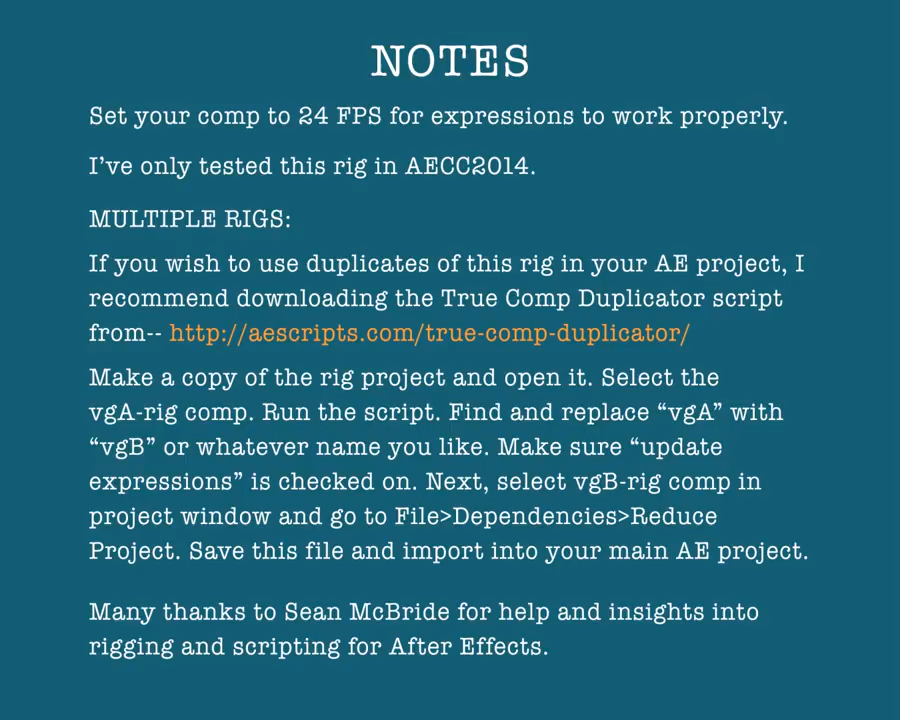 NOTES
Set your comp to 24 FPS for expressions to work properly.
I’ve only tested this rig in AECC2014.
MULTIPLE RIGS:
If you wish to use duplicates of this rig in your AE project, I
recommend downloading the True Comp Duplicator script
from-- http://aescripts.com/true-comp-duplicator/
Make a copy of the rig project and open it. Select the
vgA-rig comp. Run the script. Find and replace “vgA” with
“vgB” or whatever name you like. Make sure “update
expressions” is checked on. Next, select vgB-rig comp in
project window and go to File>Dependencies>Reduce
Project. Save this file and import into your main AE project.
Many thanks to Sean McBride for help and insights into
rigging and scripting for After Effects.